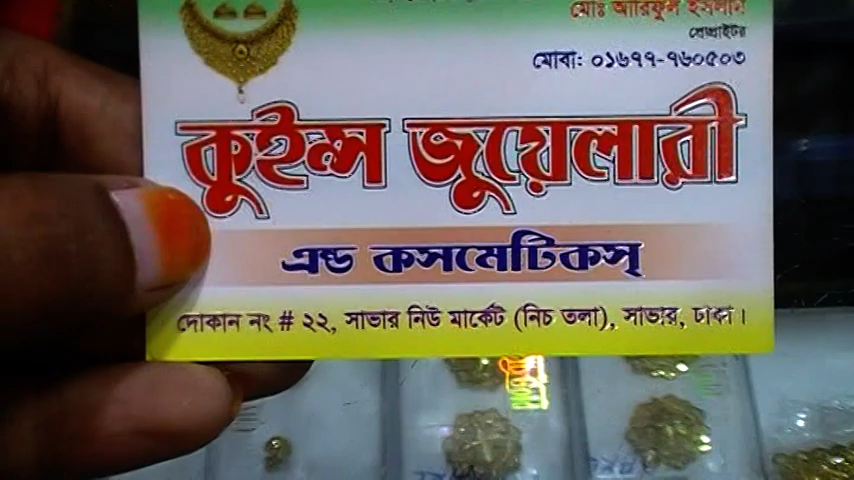 মোঃ আরিফুল ইসলাম
প্রোপ্রাইটর
মোবা: ০১৬৭৭-৭৬০৫০৩
কুইন্স জুয়েলারী
এন্ড কসমেটিকস্
দোকান নং # ২২, সাভার নিউ মার্কেট (নিচ তলা), সাভার, ঢাকা।